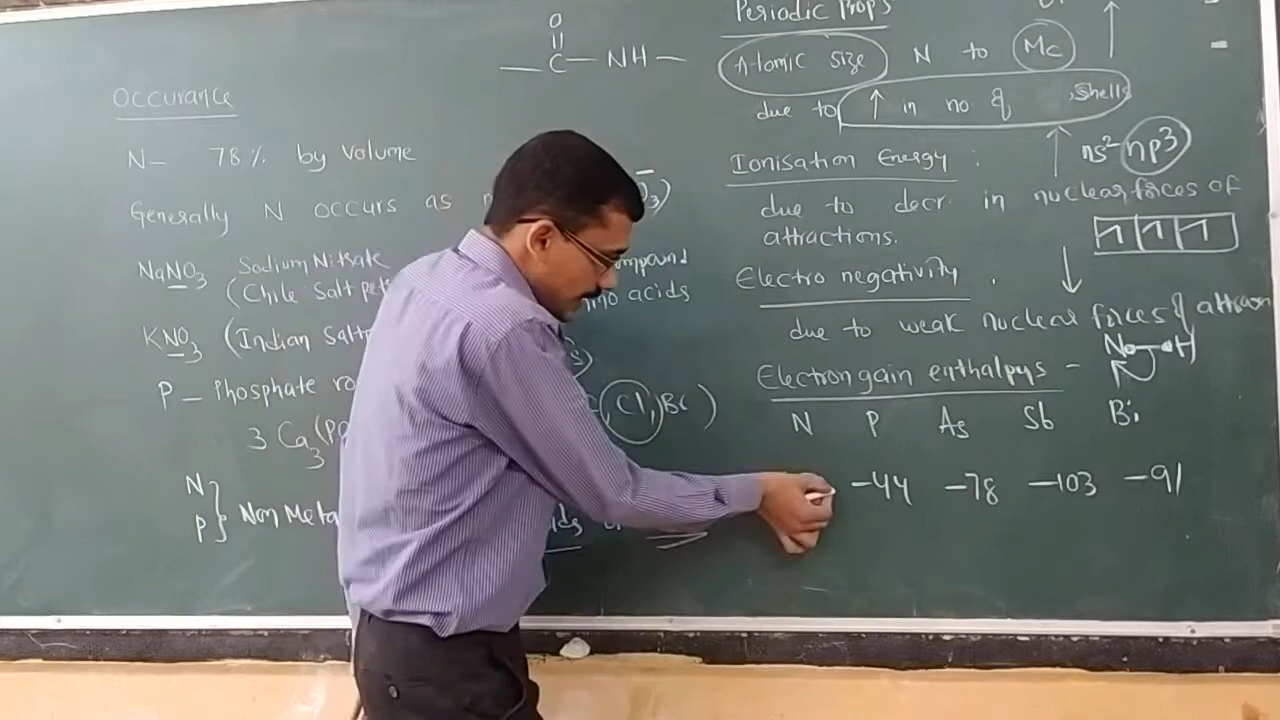 O
||
— C — NH —
Occurance
N – 78 % by Volume
Generally N occurs as
NaNO3 Sodium Nitrate
(Chile Salt
ompound
acids
KNO3 (Indian Salt
P – Phosphate ro
Cl, Br )
3 Ca3(P
N
P } Non Meta
Periodic Props
Atomic Size N to Mc
due to ↑ in no of Shells
Ionisation Energy : ns2 np3
due to decr. in nuclear forces of
attractions.
Electro negativity .
due to weak nuclear forces of attraxn
N — H
Electron gain enthalpys –
N P As Sb Bi
-44 -78 -103 -91